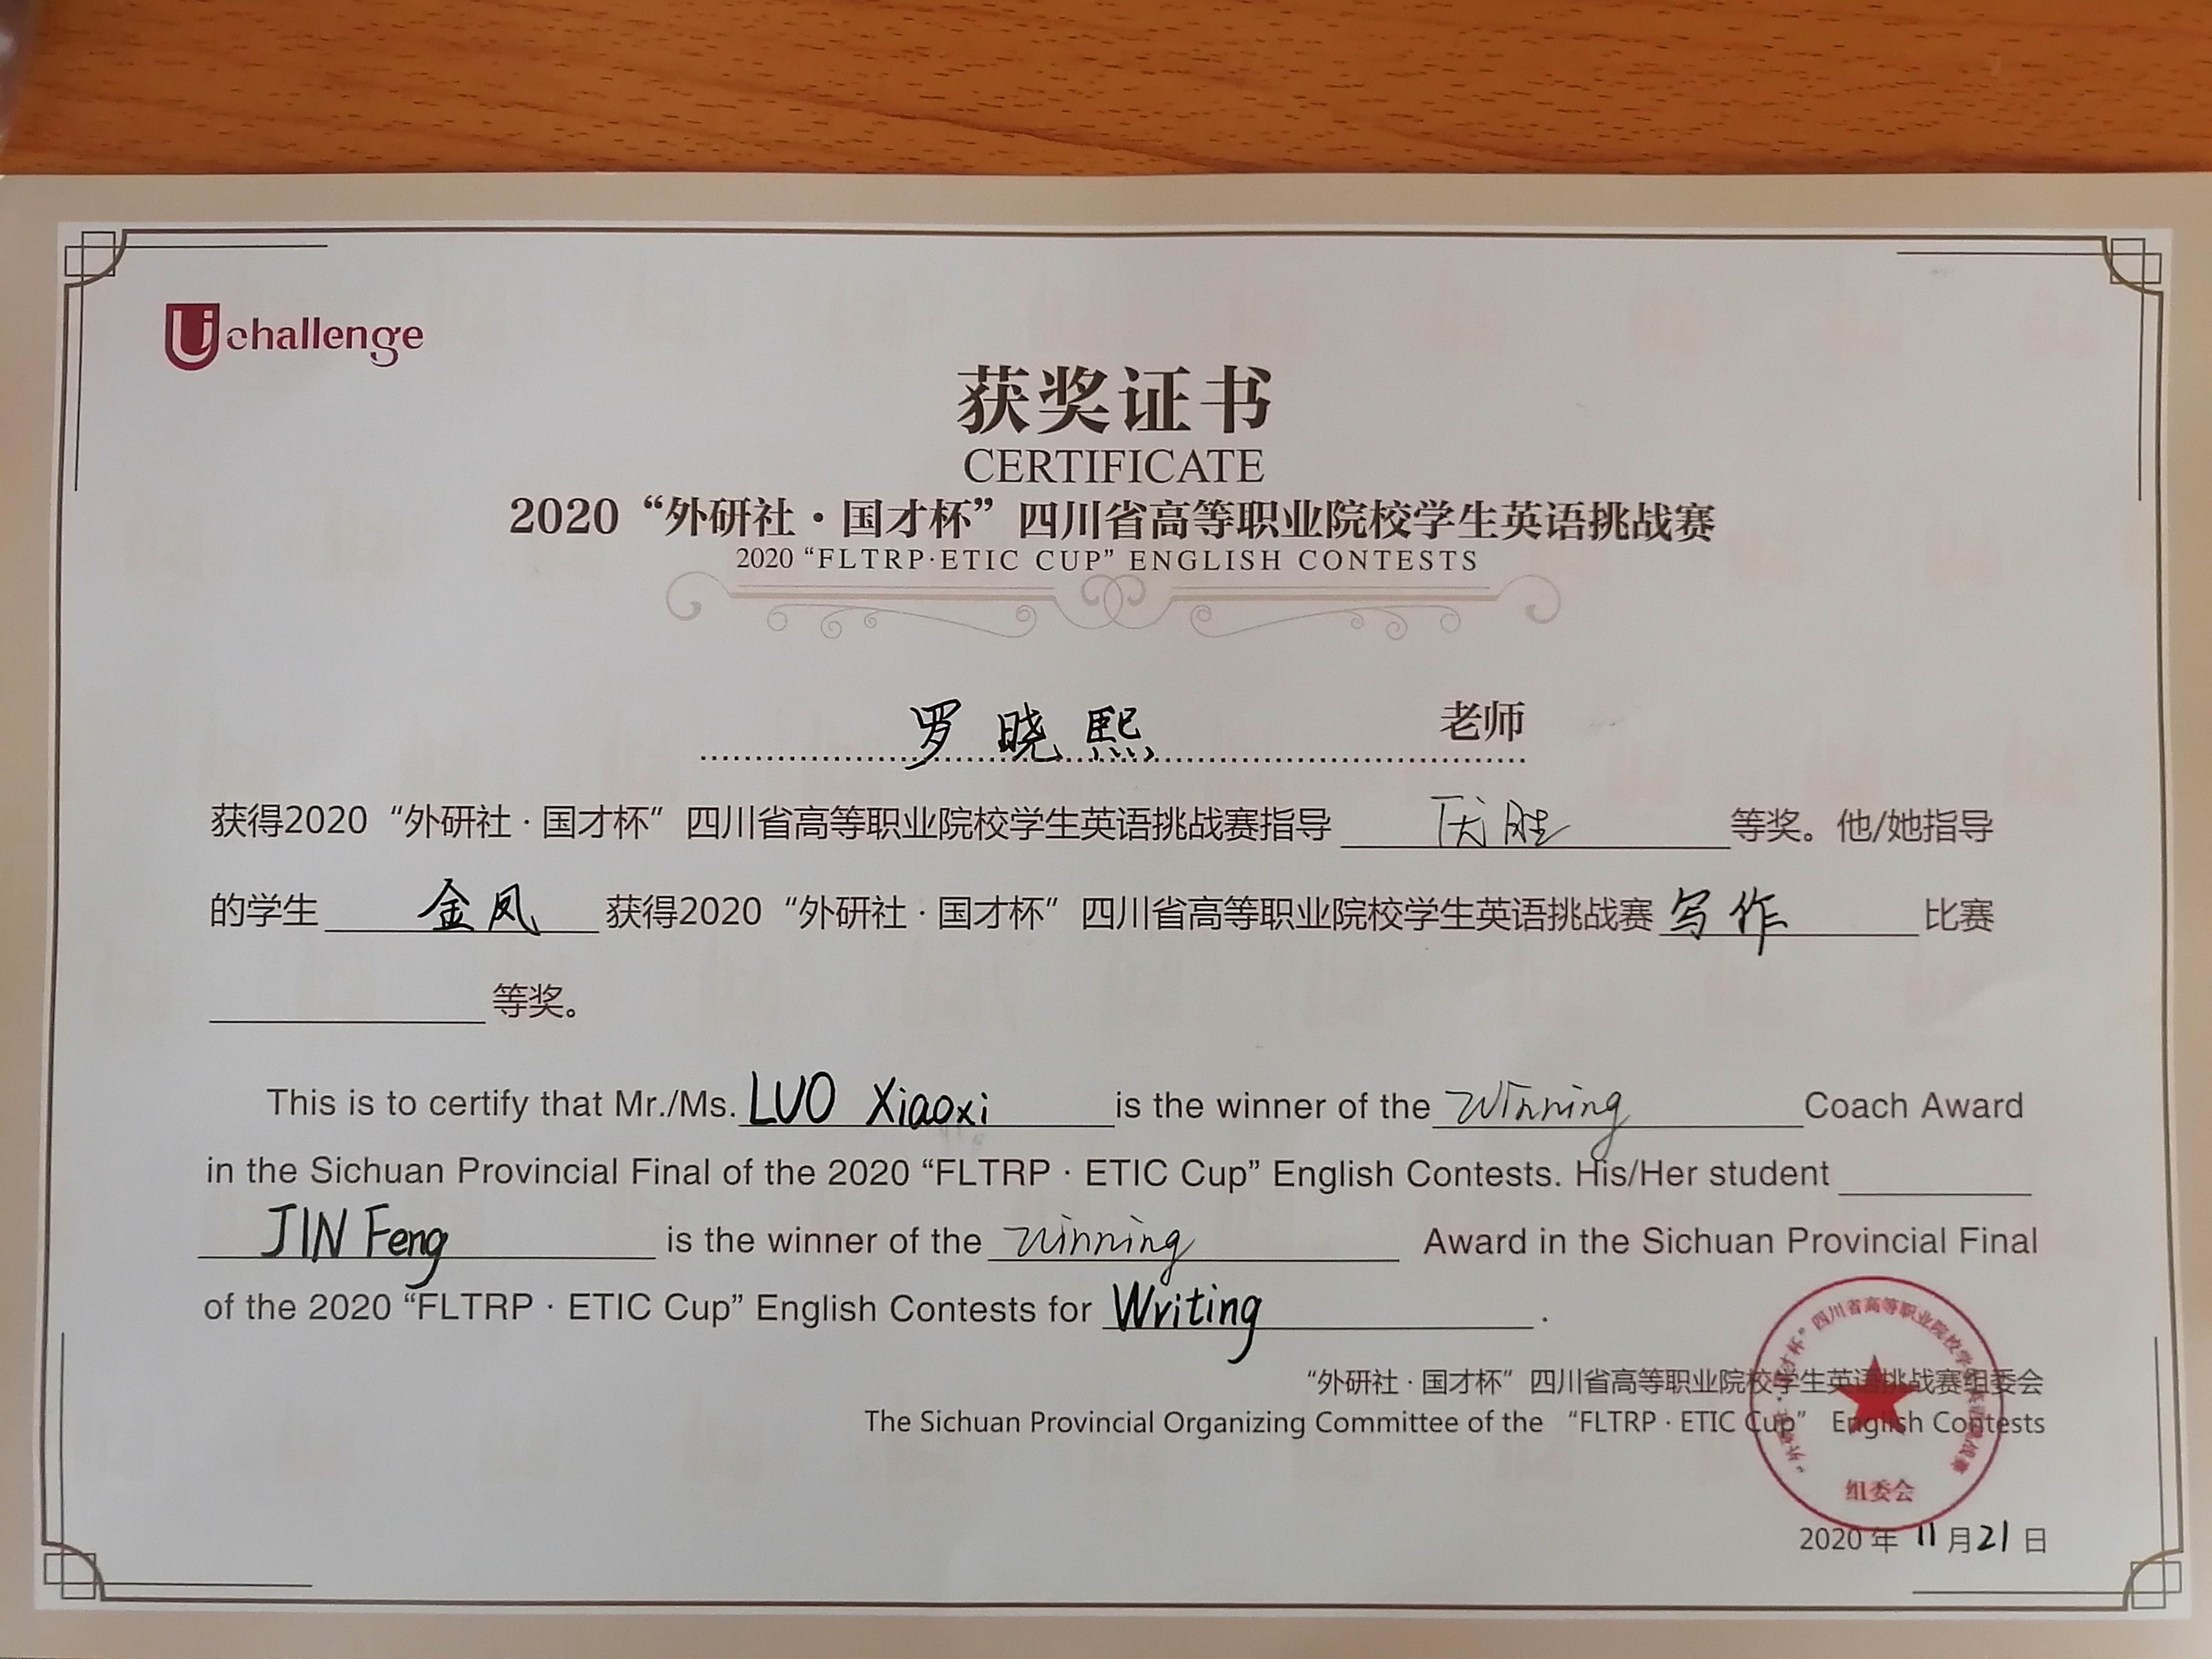 Uchallenge
获奖证书
CERTIFICATE
2020“外研社·国才杯”四川省高等职业院校学生英语挑战赛
2020 “FLTRP·ETIC CUP” ENGLISH CONTESTS
罗晓熙 老师
获得2020“外研社·国才杯”四川省高等职业院校学生英语挑战赛指导 等奖。他/她指导
的学生 金凤 获得2020“外研社·国才杯”四川省高等职业院校学生英语挑战赛 写作 比赛
等奖。
This is to certify that Mr./Ms. LUO Xiaoxi is the winner of the Winning Coach Award
in the Sichuan Provincial Final of the 2020 “FLTRP · ETIC Cup” English Contests. His/Her student
JIN Feng is the winner of the Winning Award in the Sichuan Provincial Final
of the 2020 “FLTRP · ETIC Cup” English Contests for Writing .
“外研社·国才杯”四川省高等职业院校学生英语挑战赛组委会
The Sichuan Provincial Organizing Committee of the “FLTRP · ETIC Cup” English Contests
组委会
2020 年 11 月 21 日